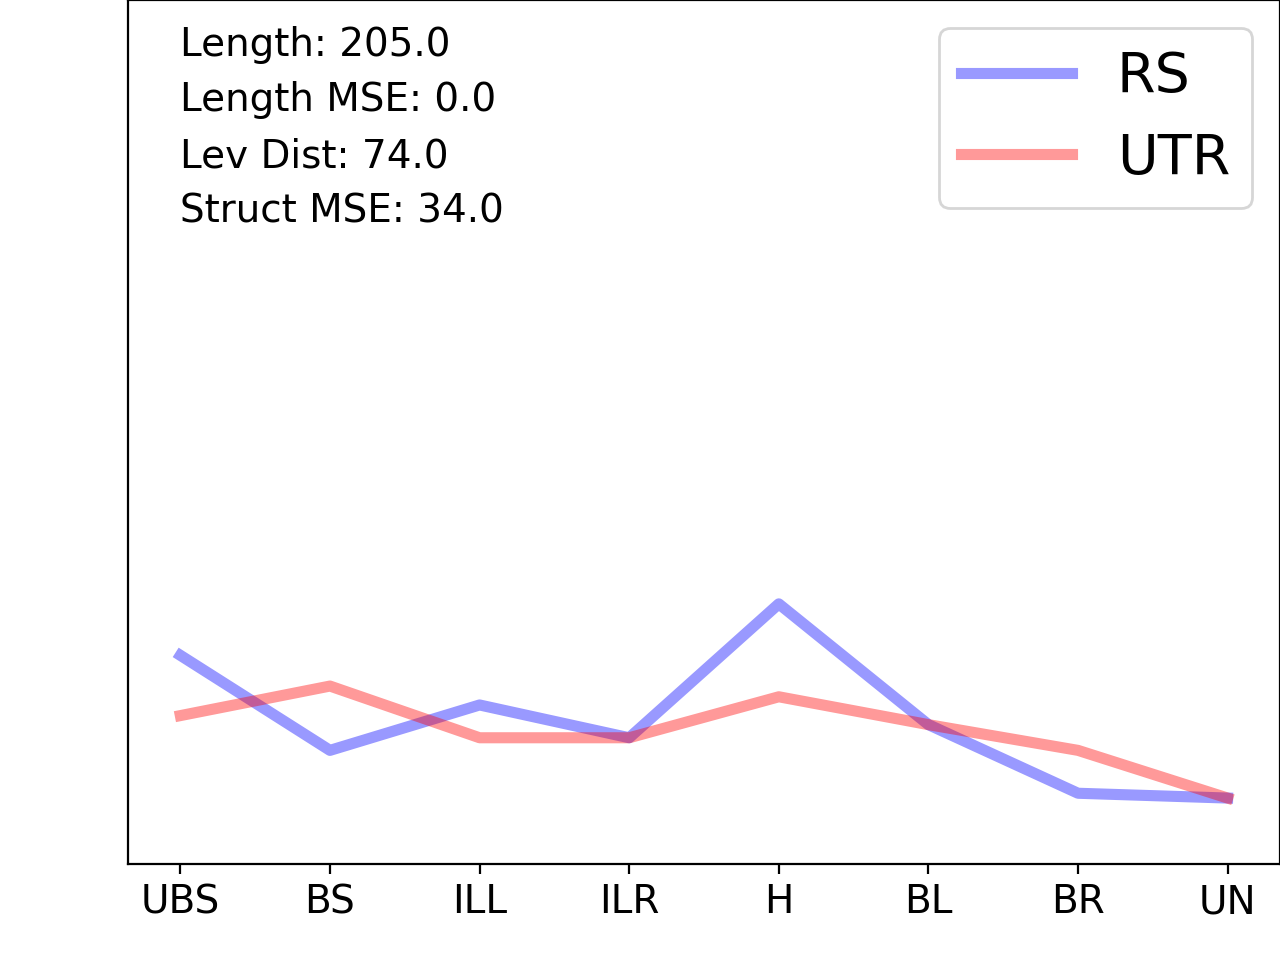 Length: 205.0
Length MSE: 0.0
Lev Dist: 74.0
Struct MSE: 34.0
RS
UTR
UBS BS ILL ILR H BL BR UN